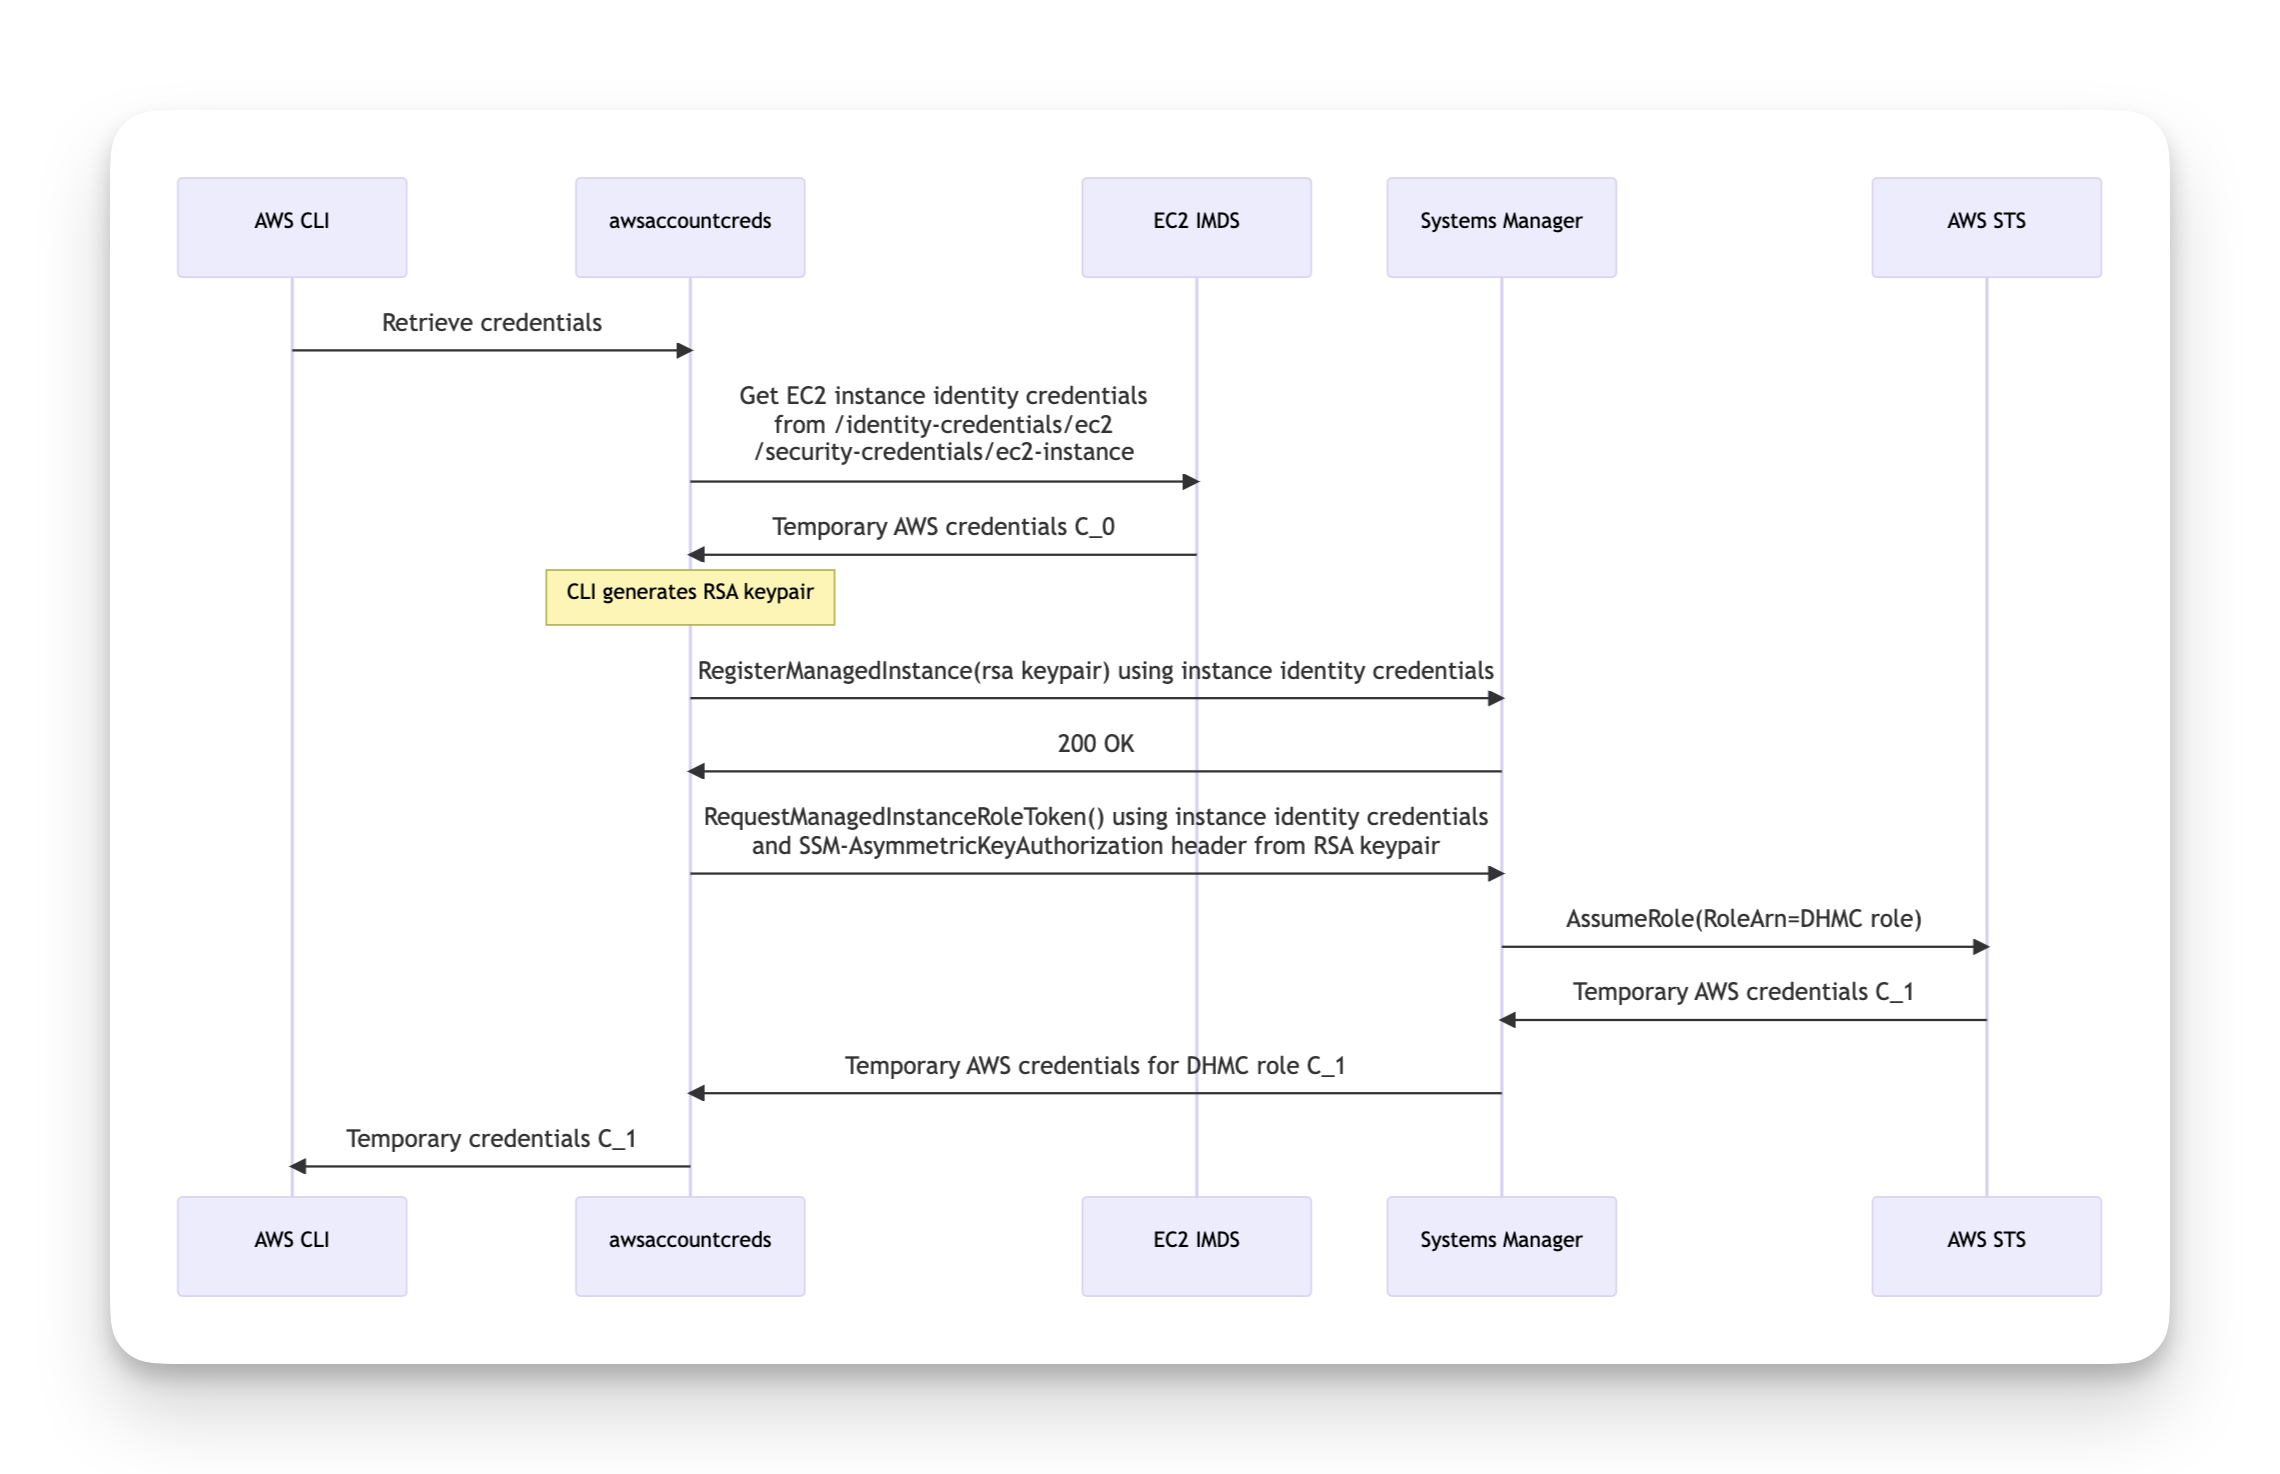 AWS CLI
awsaccountcreds
EC2 IMDS
Systems Manager
AWS STS
Retrieve credentials
Get EC2 instance identity credentials
from /identity-credentials/ec2
/security-credentials/ec2-instance
Temporary AWS credentials C_0
CLI generates RSA keypair
RegisterManagedInstance(rsa keypair) using instance identity credentials
200 OK
RequestManagedInstanceRoleToken() using instance identity credentials
and SSM-AsymmetricKeyAuthorization header from RSA keypair
AssumeRole(RoleArn=DHMC role)
Temporary AWS credentials C_1
Temporary AWS credentials for DHMC role C_1
Temporary credentials C_1
AWS CLI
awsaccountcreds
EC2 IMDS
Systems Manager
AWS STS